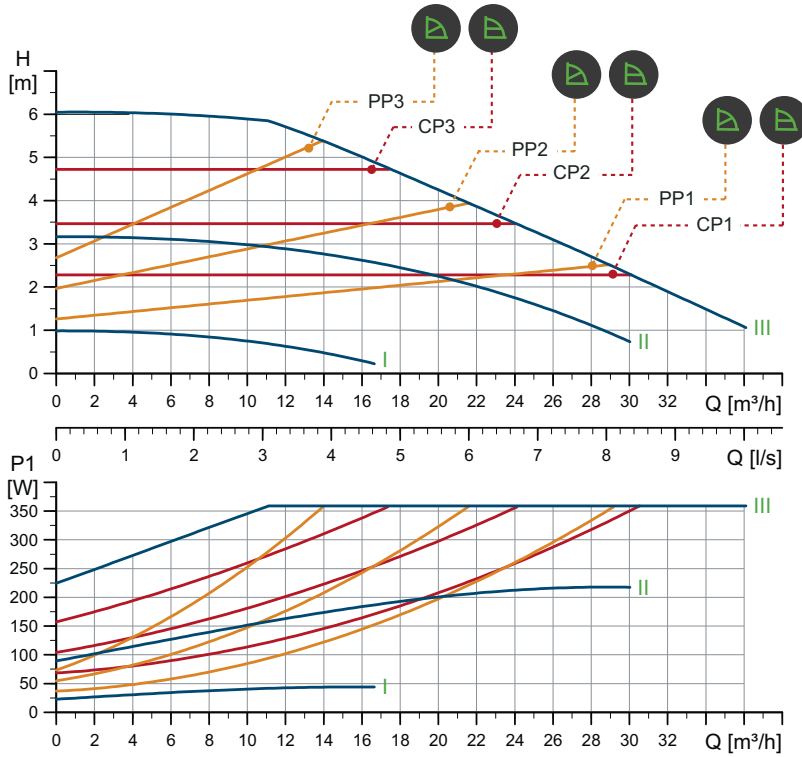 H
[m]
6
5
4
3
2
1
0
PP3
CP3
PP2
CP2
PP1
CP1
I
II
III
0 2 4 6 8 10 12 14 16 18 20 22 24 26 28 30 32 Q [m³/h]
0 1 2 3 4 5 6 7 8 9 Q [l/s]
P1
[W]
350
300
250
200
150
100
50
0
III
II
I
0 2 4 6 8 10 12 14 16 18 20 22 24 26 28 30 32 Q [m³/h]